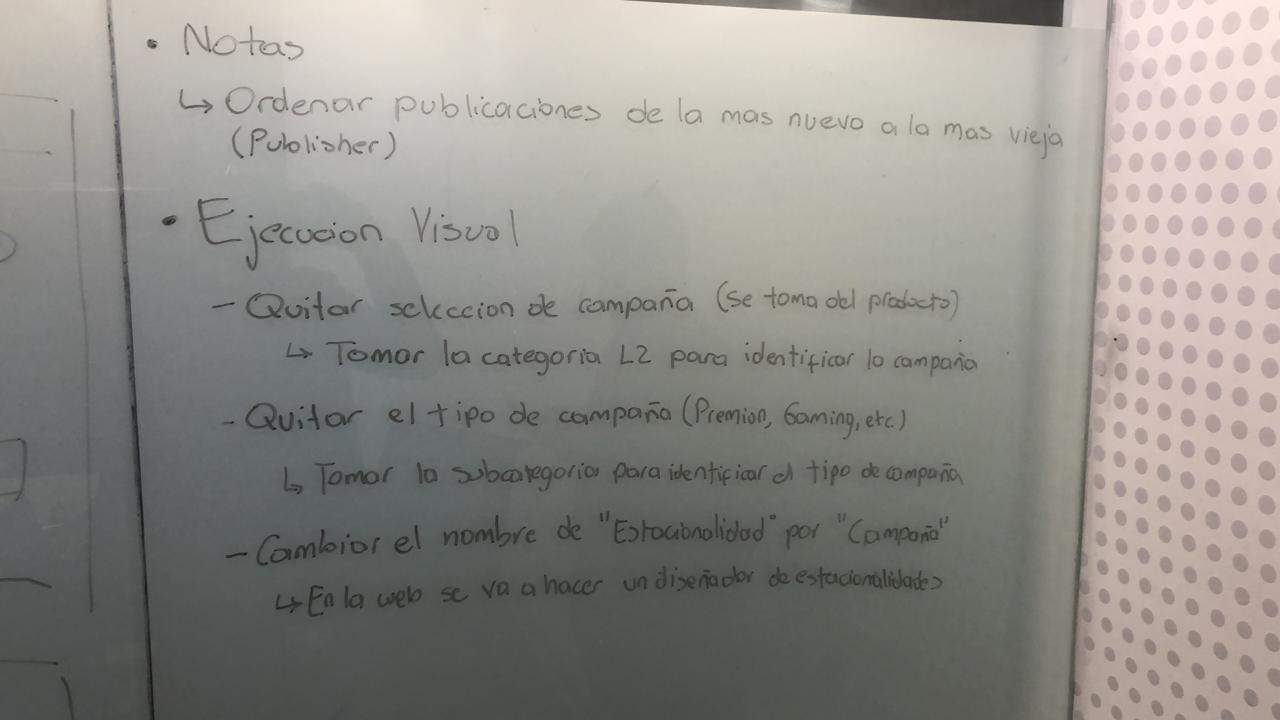 • Notas
↳ Ordenar publicaciones de la mas nuevo a la mas vieja
(Publisher)
• Ejecucion Visual
- Quitar seleccion de campaña (se toma del producto)
↳ Tomar la categoria L2 para identificar la campaña
- Quitar el tipo de campaña (Premion, Gaming, etc)
↳ Tomar la subcategoria para identificiar el tipo de campaña
- Cambiar el nombre de "Estacionalidad" por "Campaña"
↳ En la web se va a hacer un diseñador de estacionalidades